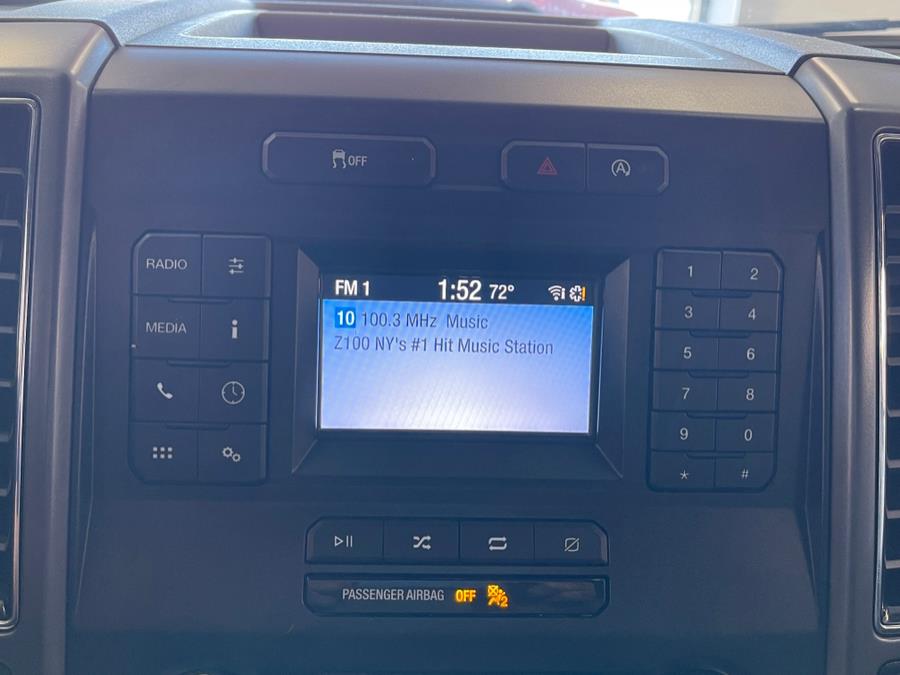 OFF
A
RADIO
MEDIA
i
FM 1 1:52 72°
10 100.3 MHz Music
Z100 NY's #1 Hit Music Station
1 2
3 4
5 6
7 8
9 0
* #
PASSENGER AIRBAG OFF 2